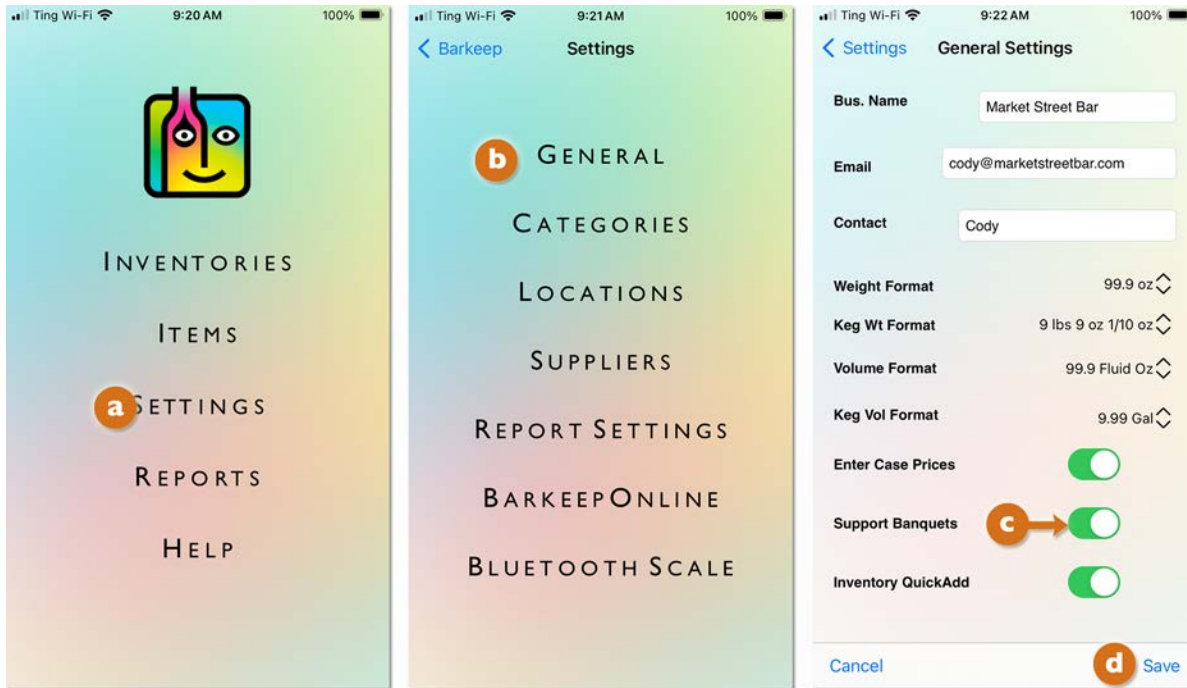 Ting Wi-Fi 9:20 AM 100%
INVENTORIES
ITEMS
a SETTINGS
REPORTS
HELP
Ting Wi-Fi 9:21 AM 100%
Barkeep Settings
b GENERAL
CATEGORIES
LOCATIONS
SUPPLIERS
REPORT SETTINGS
BARKEEPONLINE
BLUETOOTH SCALE
Ting Wi-Fi 9:22 AM 100%
Settings General Settings
Bus. Name Market Street Bar
Email cody@marketstreetbar.com
Contact Cody
Weight Format 99.9 oz
Keg Wt Format 9 lbs 9 oz 1/10 oz
Volume Format 99.9 Fluid Oz
Keg Vol Format 9.99 Gal
Enter Case Prices
Support Banquets c
Inventory QuickAdd
Cancel d Save